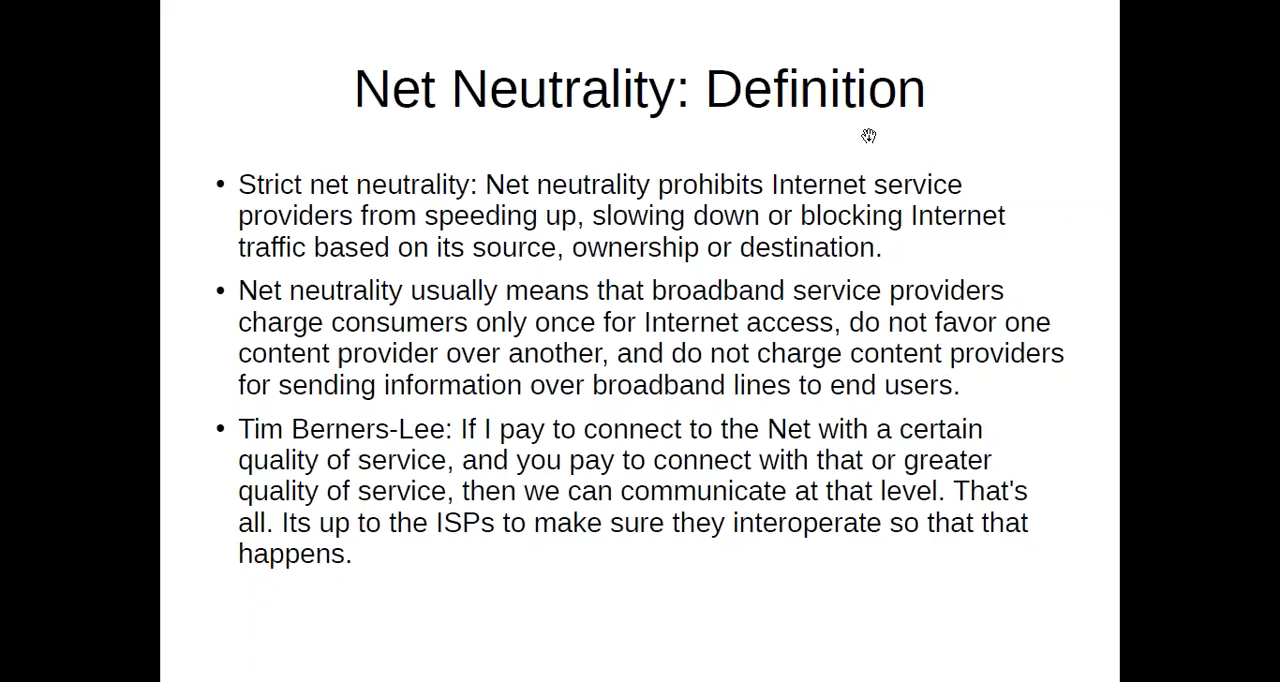 Net Neutrality: Definition
• Strict net neutrality: Net neutrality prohibits Internet service
providers from speeding up, slowing down or blocking Internet
traffic based on its source, ownership or destination.
• Net neutrality usually means that broadband service providers
charge consumers only once for Internet access, do not favor one
content provider over another, and do not charge content providers
for sending information over broadband lines to end users.
• Tim Berners-Lee: If I pay to connect to the Net with a certain
quality of service, and you pay to connect with that or greater
quality of service, then we can communicate at that level. That's
all. Its up to the ISPs to make sure they interoperate so that that
happens.